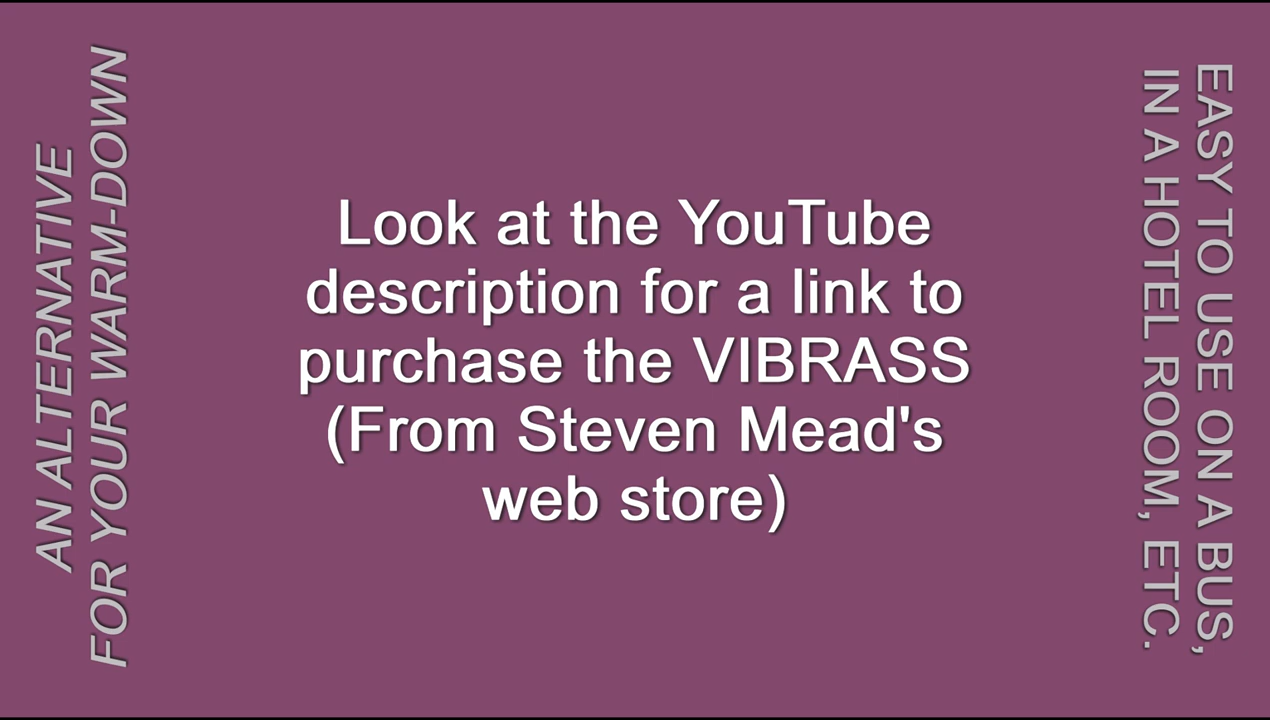 AN ALTERNATIVE
FOR YOUR WARM-DOWN
Look at the YouTube
description for a link to
purchase the VIBRASS
(From Steven Mead's
web store)
EASY TO USE ON A BUS,
IN A HOTEL ROOM, ETC.